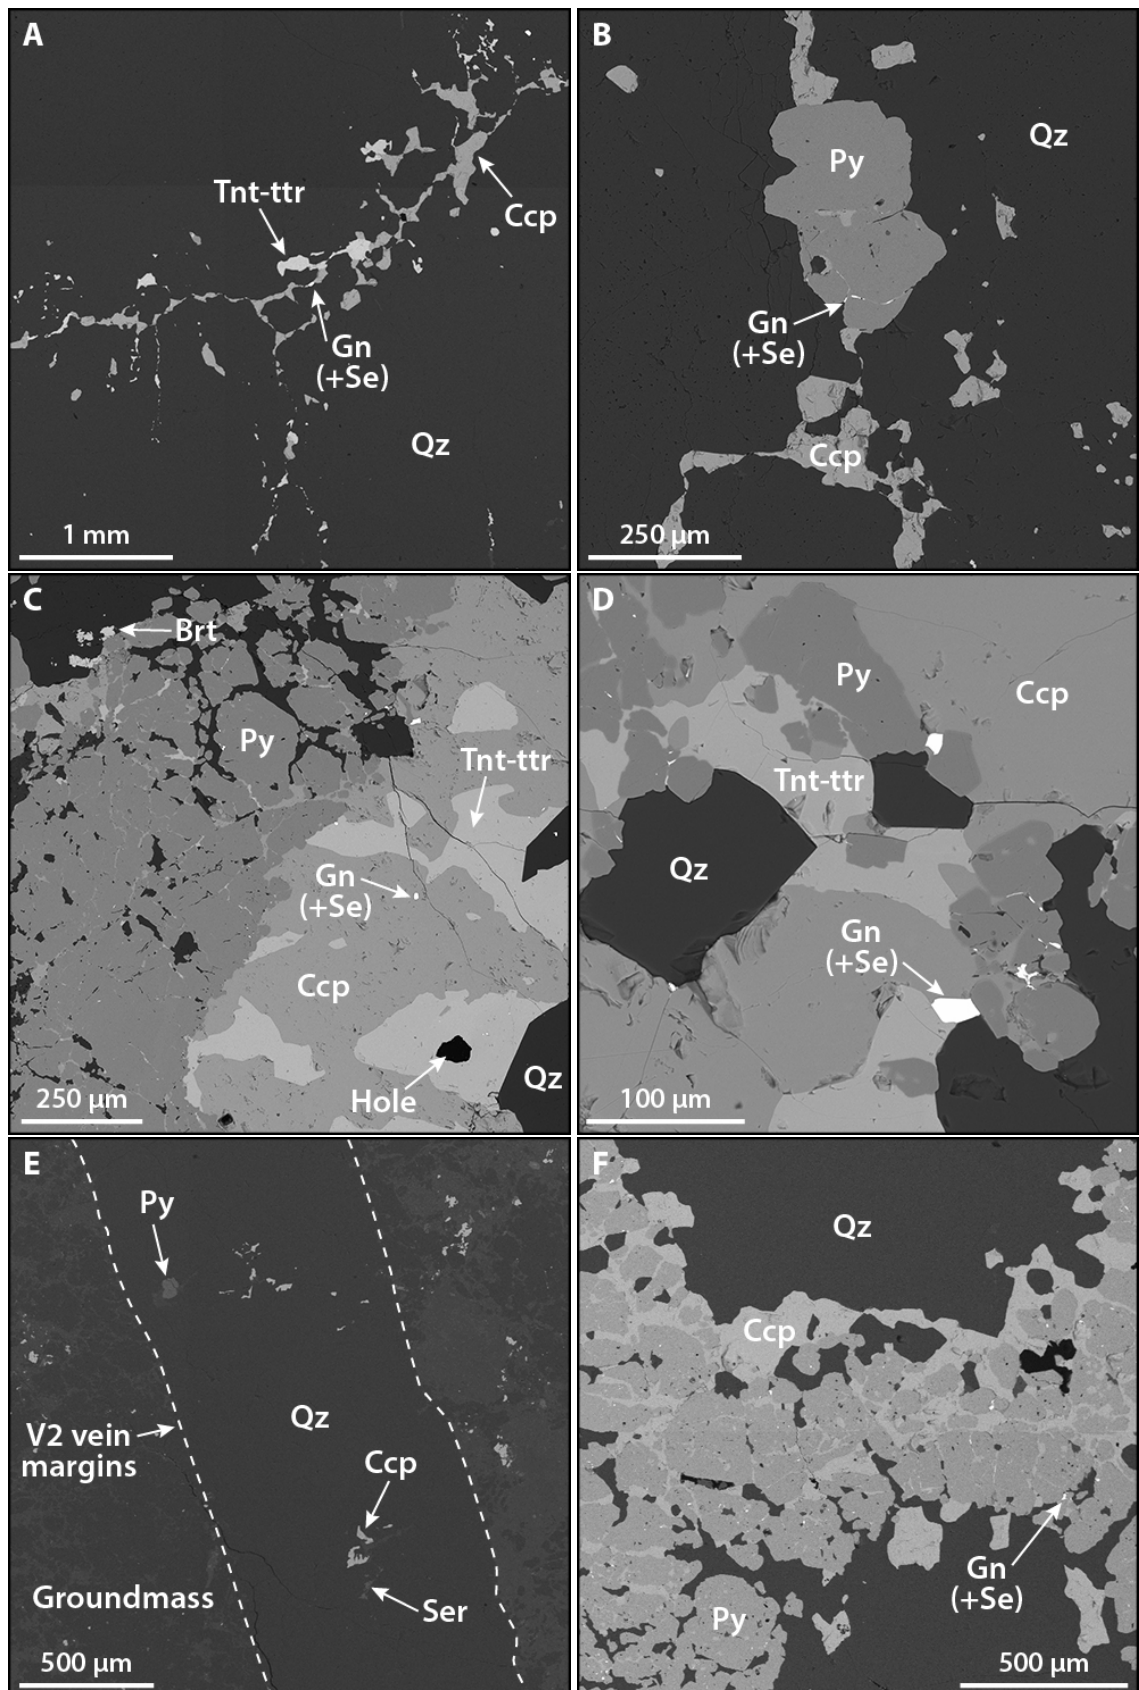 A
Tnt-ttr
Ccp
Gn
(+Se)
Qz
1 mm
B
Qz
Py
Gn
(+Se)
Ccp
250 µm
C
Brt
Py
Tnt-ttr
Gn
(+Se)
Ccp
Hole
Qz
250 µm
D
Py
Ccp
Tnt-ttr
Qz
Gn
(+Se)
100 µm
E
Py
Qz
V2 vein
margins
Ccp
Groundmass
Ser
500 µm
F
Qz
Ccp
Gn
(+Se)
Py
500 µm